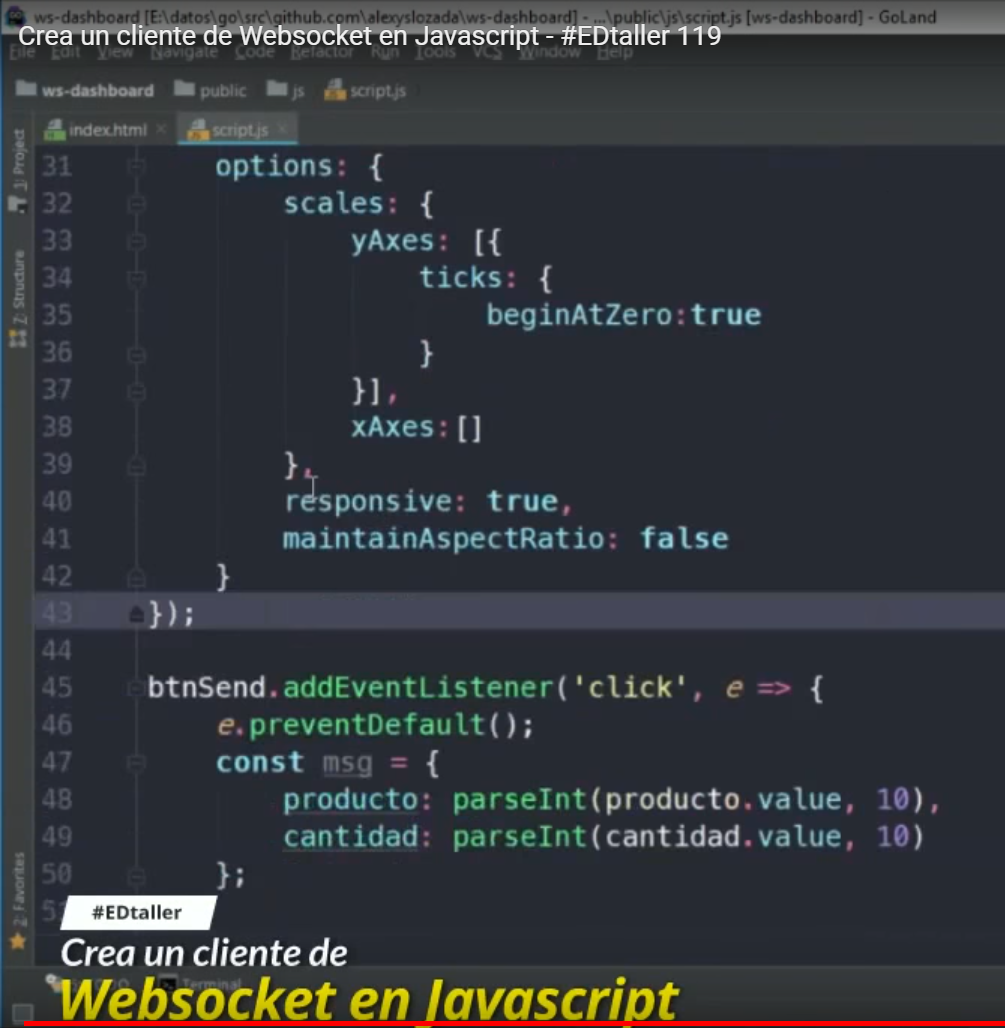 ws-dashboard [E:\datos\go\src\github.com\alexyslozada\ws-dashboard] - ...\public\js\script.js [ws-dashboard] - GoLand
Crea un cliente de Websocket en Javascript - #EDtaller 119
File Edit View Navigate Code Refactor Run Tools VCS Window Help
ws-dashboard public js script.js
index.html script.js
1: Project
7: Structure
2: Favorites
31 options: {
32 scales: {
33 yAxes: [{
34 ticks: {
35 beginAtZero:true
36 }
37 }],
38 xAxes:[]
39 },
40 responsive: true,
41 maintainAspectRatio: false
42 }
43 });
44
45 btnSend.addEventListener('click', e => {
46 e.preventDefault();
47 const msg = {
48 producto: parseInt(producto.value, 10),
49 cantidad: parseInt(cantidad.value, 10)
50 };
#EDtaller
Crea un cliente de
Terminal
Websocket en Javascript